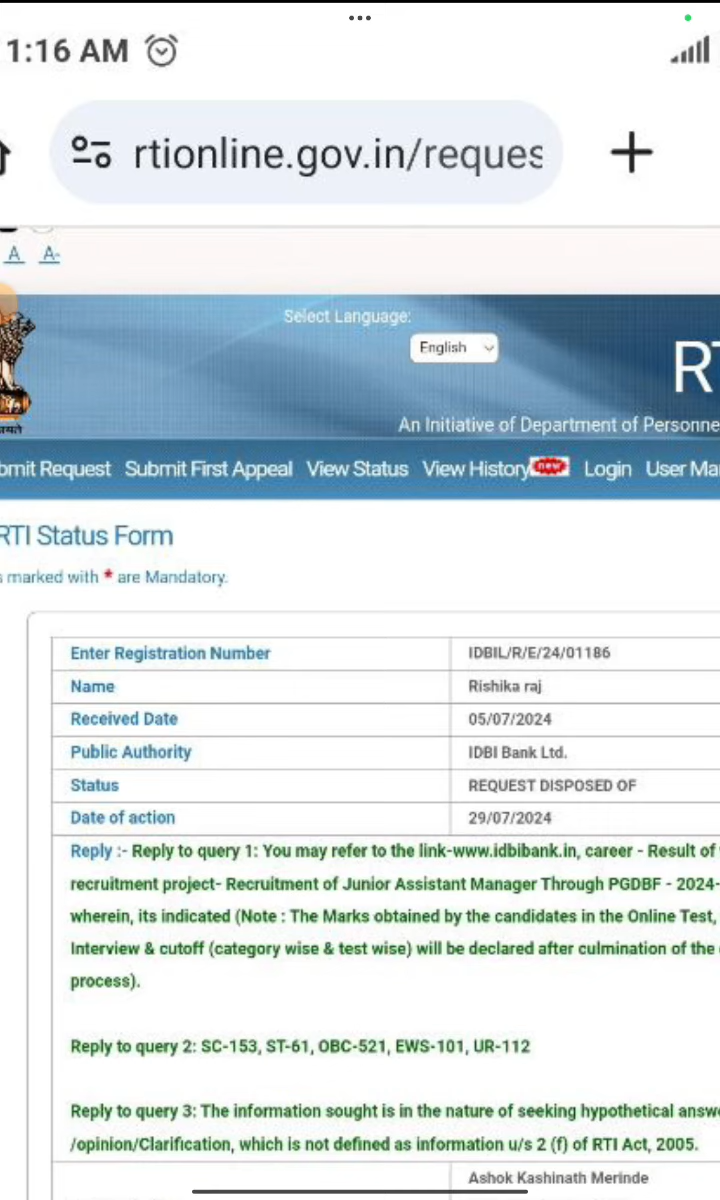 1:16 AM
rtionline.gov.in/reques
A A-
Select Language:
English
RT
An Initiative of Department of Personne
bmit Request Submit First Appeal View Status View History new Login User Ma
RTI Status Form
s marked with * are Mandatory.
Enter Registration Number IDBIL/R/E/24/01186
Name Rishika raj
Received Date 05/07/2024
Public Authority IDBI Bank Ltd.
Status REQUEST DISPOSED OF
Date of action 29/07/2024
Reply :- Reply to query 1: You may refer to the link-www.idbibank.in, career - Result of
recruitment project- Recruitment of Junior Assistant Manager Through PGDBF - 2024-
wherein, its indicated (Note : The Marks obtained by the candidates in the Online Test,
Interview & cutoff (category wise & test wise) will be declared after culmination of the
process).
Reply to query 2: SC-153, ST-61, OBC-521, EWS-101, UR-112
Reply to query 3: The information sought is in the nature of seeking hypothetical answ
/opinion/Clarification, which is not defined as information u/s 2 (f) of RTI Act, 2005.
Ashok Kashinath Merinde